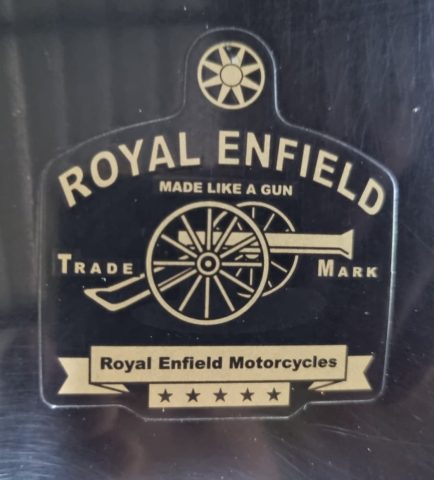 ROYAL ENFIELD
MADE LIKE A GUN
TRADE MARK
Royal Enfield Motorcycles